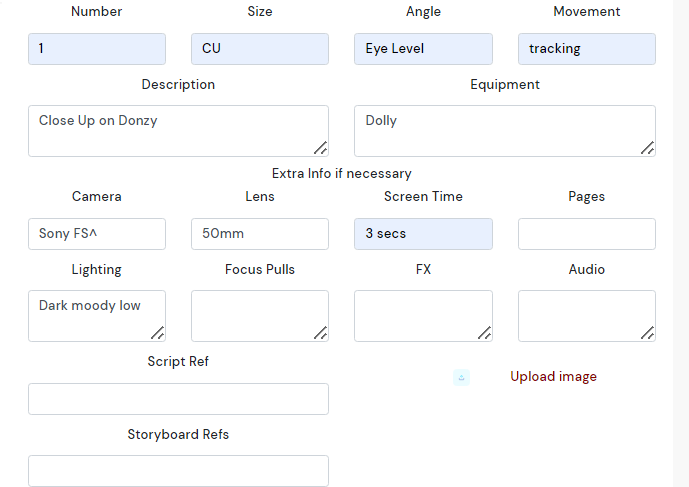 Number Size Angle Movement
1 CU Eye Level tracking
Description Equipment
Close Up on Donzy Dolly
Extra Info if necessary
Camera Lens Screen Time Pages
Sony FS^ 50mm 3 secs
Lighting Focus Pulls FX Audio
Dark moody low
Script Ref
Upload image
Storyboard Refs